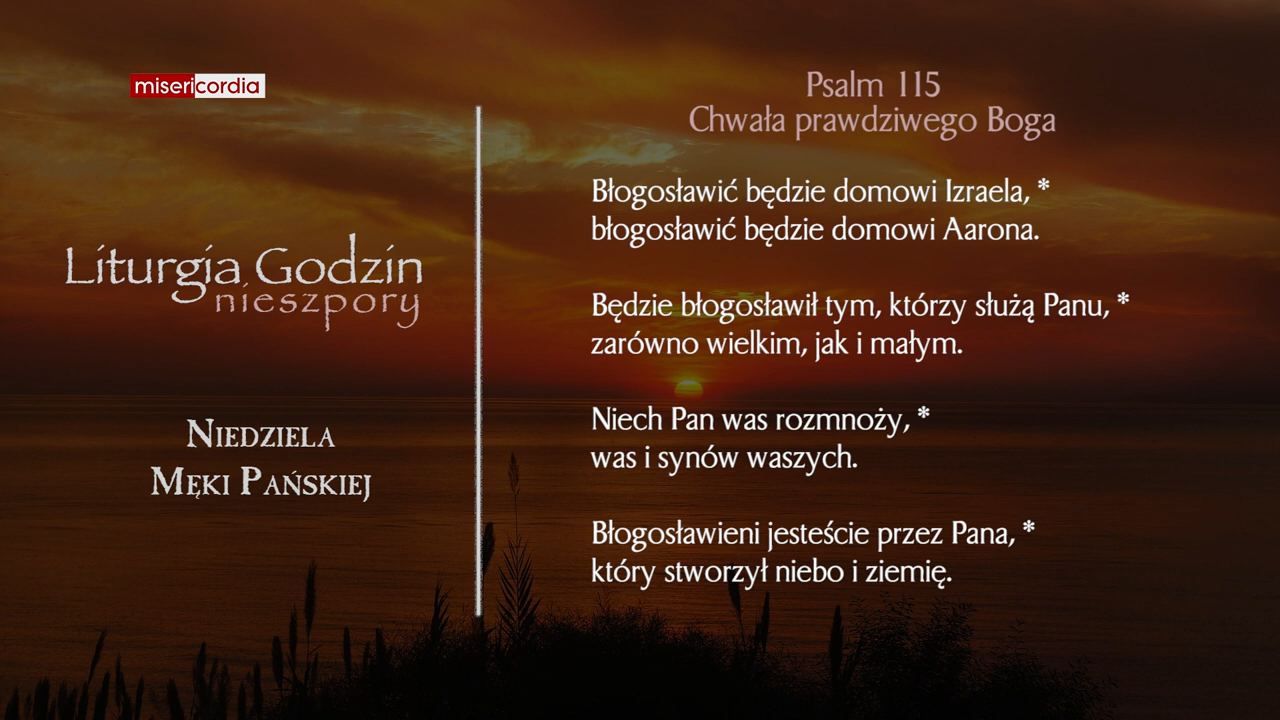 misericordia
Liturgia Godzin
nieszpory
Niedziela
Męki Pańskiej
Psalm 115
Chwała prawdziwego Boga
Błogosławić będzie domowi Izraela, *
błogosławić będzie domowi Aarona.
Będzie błogosławił tym, którzy służą Panu, *
zarówno wielkim, jak i małym.
Niech Pan was rozmnoży, *
was i synów waszych.
Błogosławieni jesteście przez Pana, *
który stworzył niebo i ziemię.